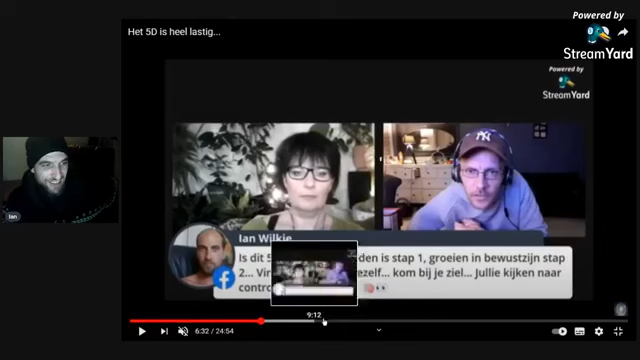 Powered by
StreamYard
Het 5D is heel lastig...
Powered by
StreamYard
Ian
Ian Wilkie
Is dit 5 den is stap 1, groeien in bewustzijn stap
2... Vin ezelf... kom bij je ziel... Jullie kijken naar
contro
9:12
6:32 / 24:54